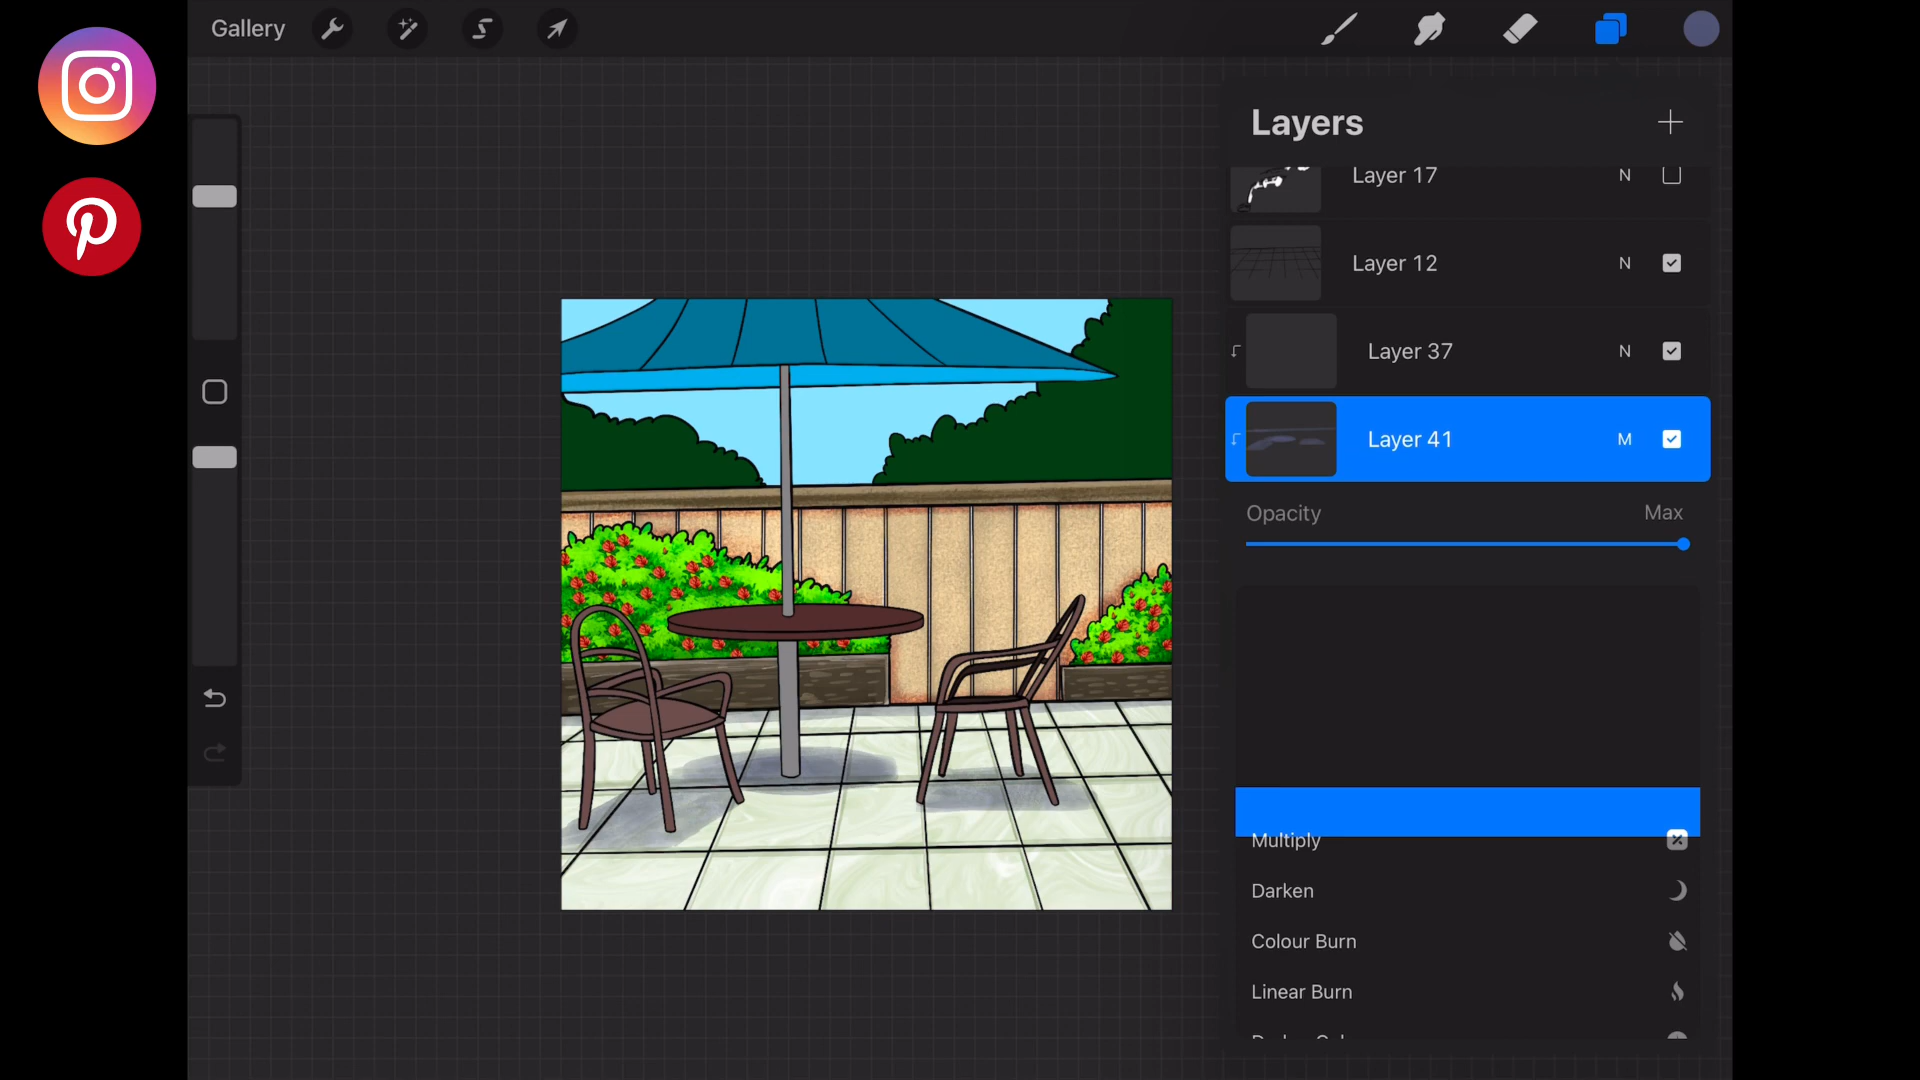 Gallery
Layers
Layer 17 N
Layer 12 N
Layer 37 N
Layer 41 M
Opacity Max
Multiply
Darken
Colour Burn
Linear Burn